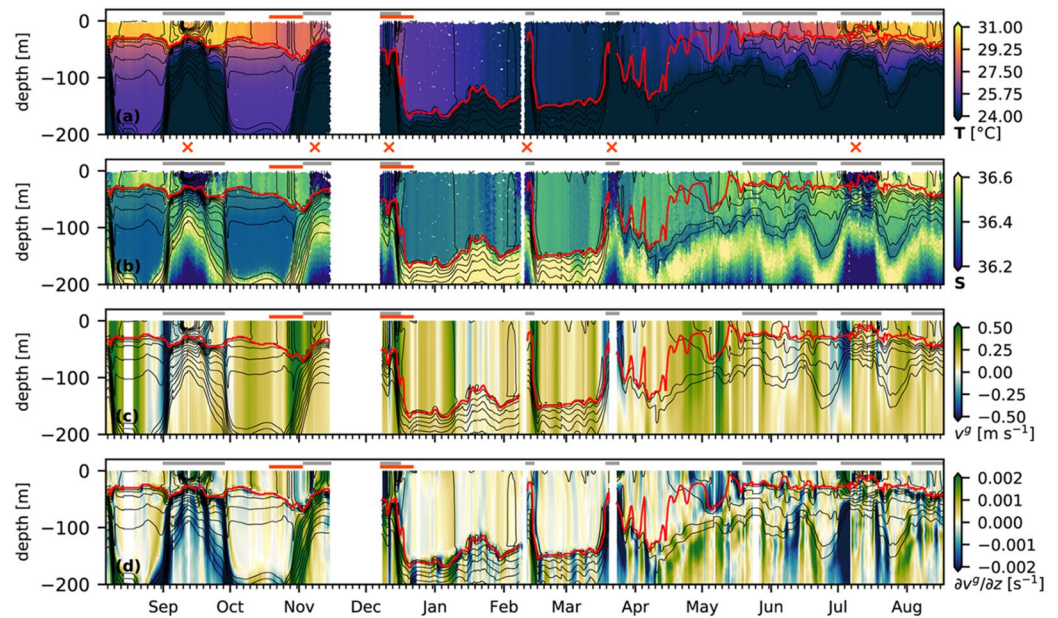 0
−100
−200
depth [m]
(a)
31.00
29.25
27.50
25.75
24.00
T [°C]
0
−100
−200
depth [m]
(b)
36.6
36.4
36.2
S
0
−100
−200
depth [m]
(c)
0.50
0.25
0.00
−0.25
−0.50
v^g [m s⁻¹]
0
−100
−200
depth [m]
(d)
0.002
0.001
0.000
−0.001
−0.002
∂v^g/∂z [s⁻¹]
Sep Oct Nov Dec Jan Feb Mar Apr May Jun Jul Aug